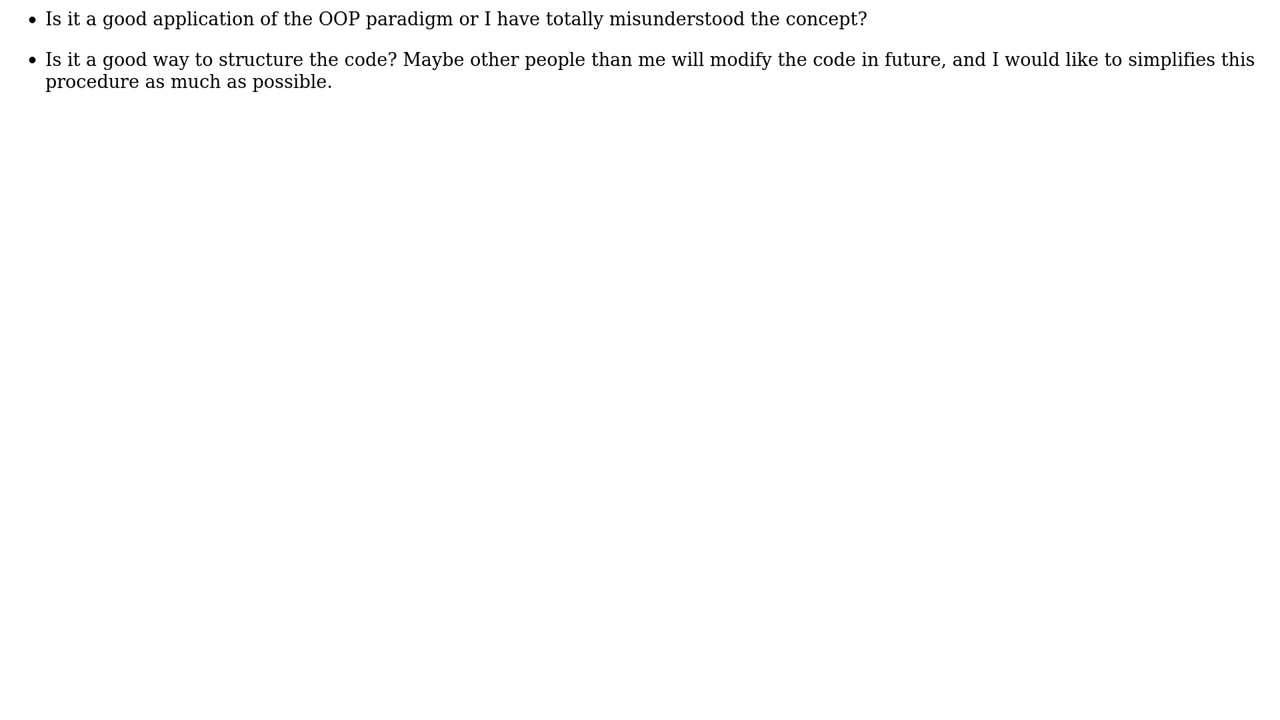 • Is it a good application of the OOP paradigm or I have totally misunderstood the concept?
• Is it a good way to structure the code? Maybe other people than me will modify the code in future, and I would like to simplifies this
procedure as much as possible.